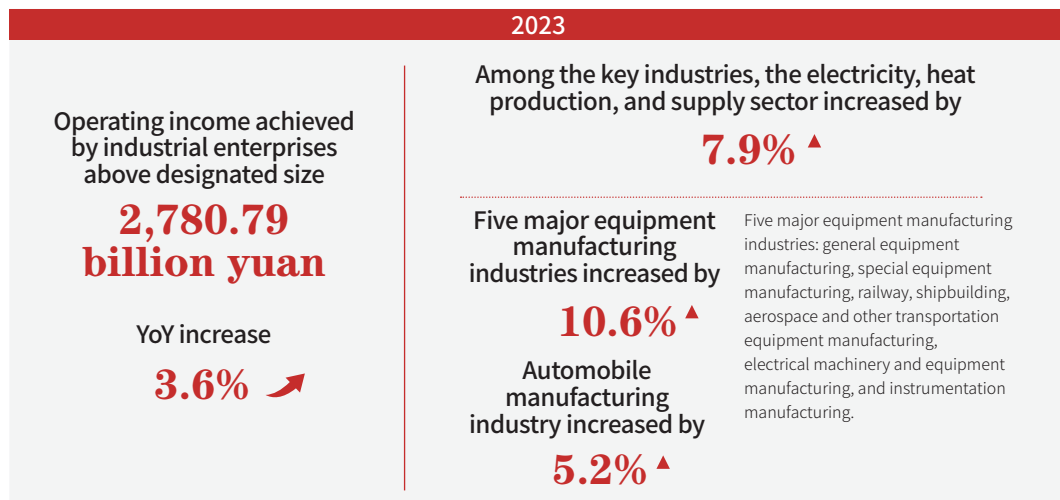 2023
Operating income achieved
by industrial enterprises
above designated size
2,780.79
billion yuan
YoY increase
3.6%
Among the key industries, the electricity, heat
production, and supply sector increased by
7.9%
Five major equipment
manufacturing
industries increased by
10.6%
Automobile
manufacturing
industry increased by
5.2%
Five major equipment manufacturing
industries: general equipment
manufacturing, special equipment
manufacturing, railway, shipbuilding,
aerospace and other transportation
equipment manufacturing,
electrical machinery and equipment
manufacturing, and instrumentation
manufacturing.